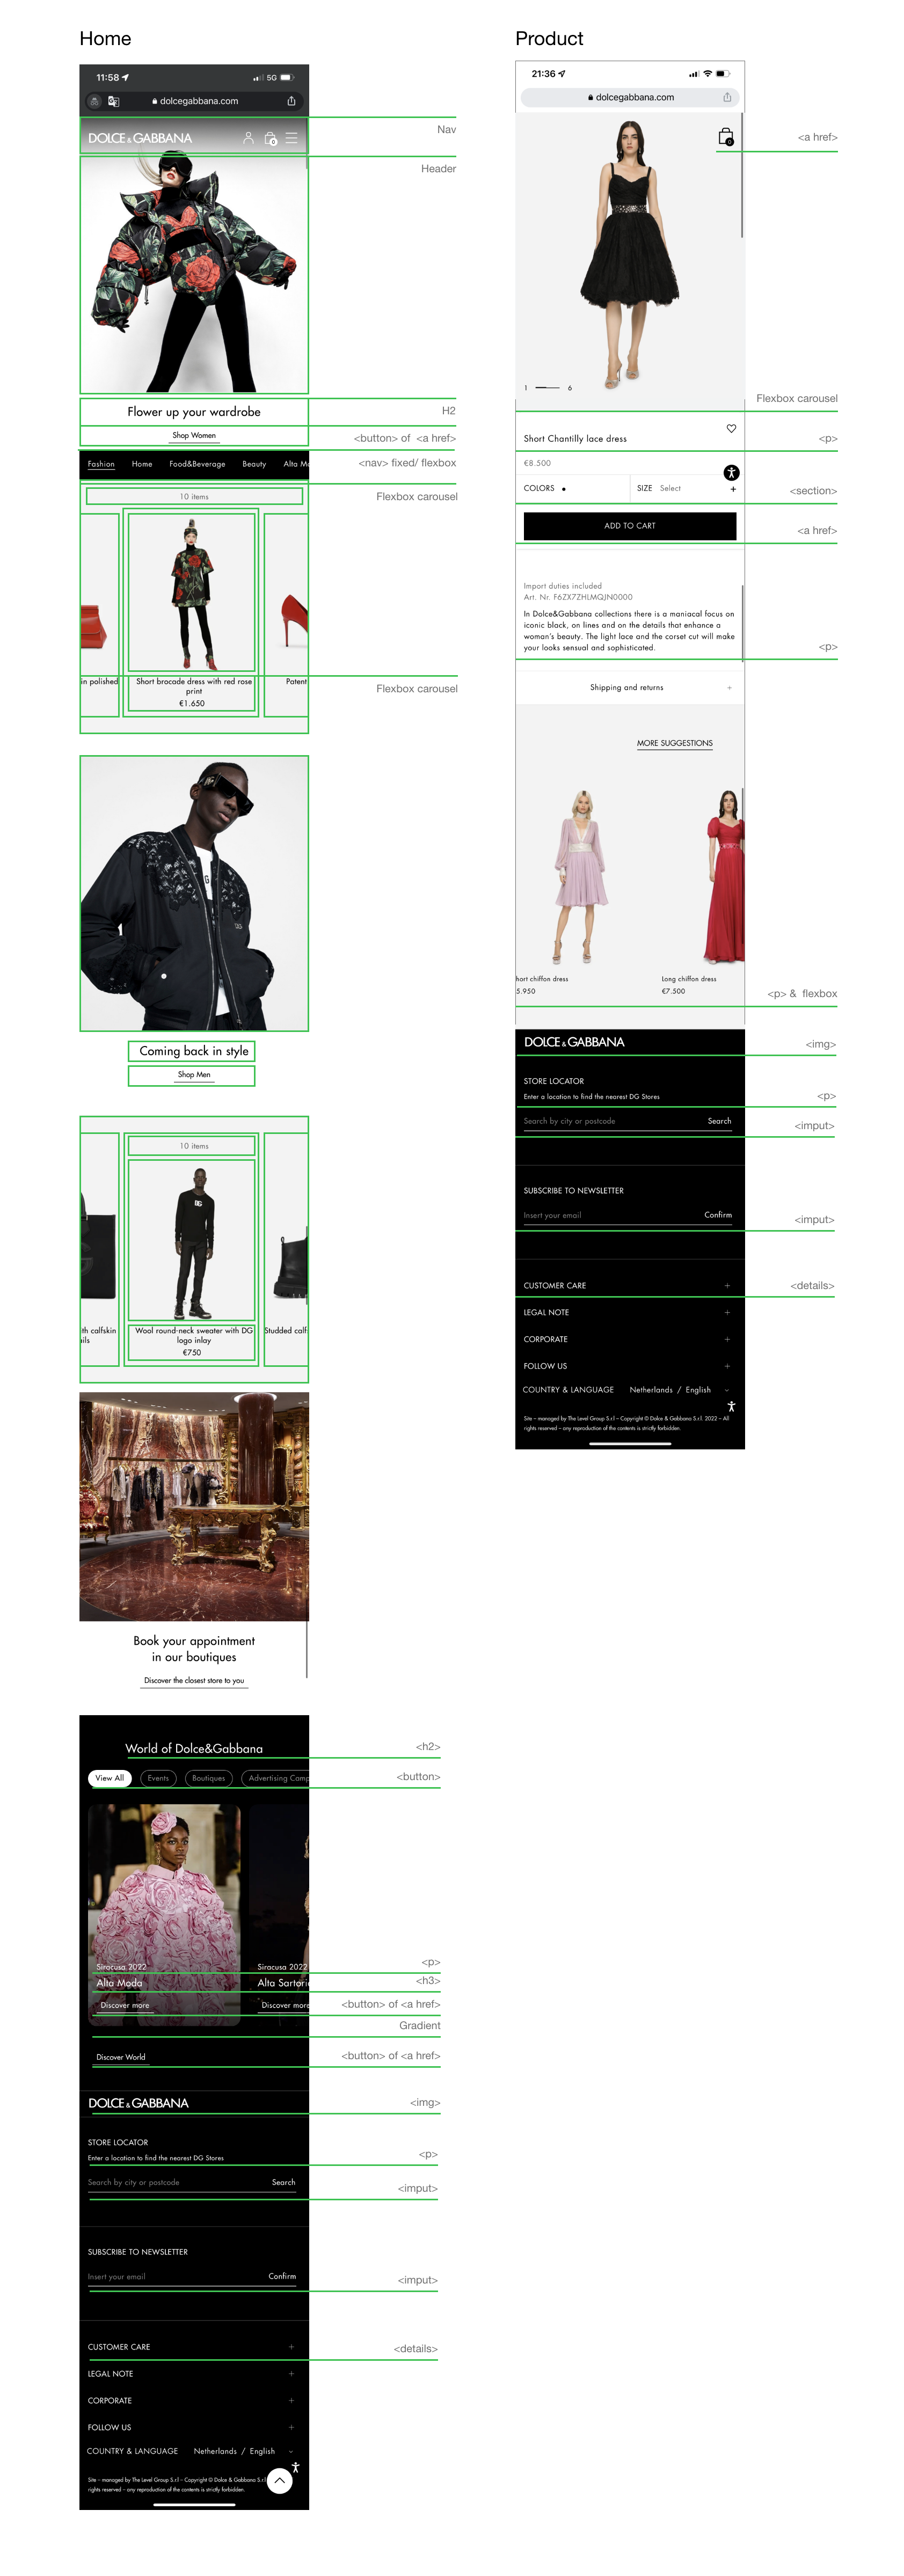 Home
11:58
5G
dolcegabbana.com
DOLCE & GABBANA
0
Nav
Header
Flower up your wardrobe
H2
Shop Women
<button> of <a href>
Fashion Home Food&Beverage Beauty Alta Mo
<nav> fixed/ flexbox
10 items
Flexbox carousel
in polished
Short brocade dress with red rose
print
€1.650
Patent
Flexbox carousel
Coming back in style
Shop Men
10 items
th calfskin
ails
Wool round-neck sweater with DG
logo inlay
€750
Studded calf
Book your appointment
in our boutiques
Discover the closest store to you
World of Dolce&Gabbana
<h2>
View All Events Boutiques Advertising Camp
<button>
Siracusa 2022
Siracusa 2022
<p>
Alta Moda
Alta Sartori
<h3>
Discover more
Discover more
<button> of <a href>
Gradient
Discover World
<button> of <a href>
DOLCE & GABBANA
<img>
STORE LOCATOR
Enter a location to find the nearest DG Stores
<p>
Search by city or postcode Search
<imput>
SUBSCRIBE TO NEWSLETTER
Insert your email Confirm
<imput>
CUSTOMER CARE +
<details>
LEGAL NOTE +
CORPORATE +
FOLLOW US +
COUNTRY & LANGUAGE Netherlands / English
Site – managed by The Level Group S.r.l – Copyright © Dolce & Gabbana S.r.l
rights reserved – any reproduction of the contents is strictly forbidden.
Product
21:36
dolcegabbana.com
0
<a href>
1 6
Flexbox carousel
Short Chantilly lace dress
<p>
€8.500
COLORS
SIZE Select +
<section>
ADD TO CART
<a href>
Import duties included
Art. Nr. F6ZX7ZHLMQJN0000
In Dolce&Gabbana collections there is a maniacal focus on
iconic black, on lines and on the details that enhance a
woman's beauty. The light lace and the corset cut will make
your looks sensual and sophisticated.
<p>
Shipping and returns +
MORE SUGGESTIONS
hort chiffon dress
5.950
Long chiffon dress
€7.500
<p> & flexbox
DOLCE & GABBANA
<img>
STORE LOCATOR
Enter a location to find the nearest DG Stores
<p>
Search by city or postcode Search
<imput>
SUBSCRIBE TO NEWSLETTER
Insert your email Confirm
<imput>
CUSTOMER CARE +
<details>
LEGAL NOTE +
CORPORATE +
FOLLOW US +
COUNTRY & LANGUAGE Netherlands / English
Site – managed by The Level Group S.r.l – Copyright © Dolce & Gabbana S.r.l. 2022 – All
rights reserved – any reproduction of the contents is strictly forbidden.